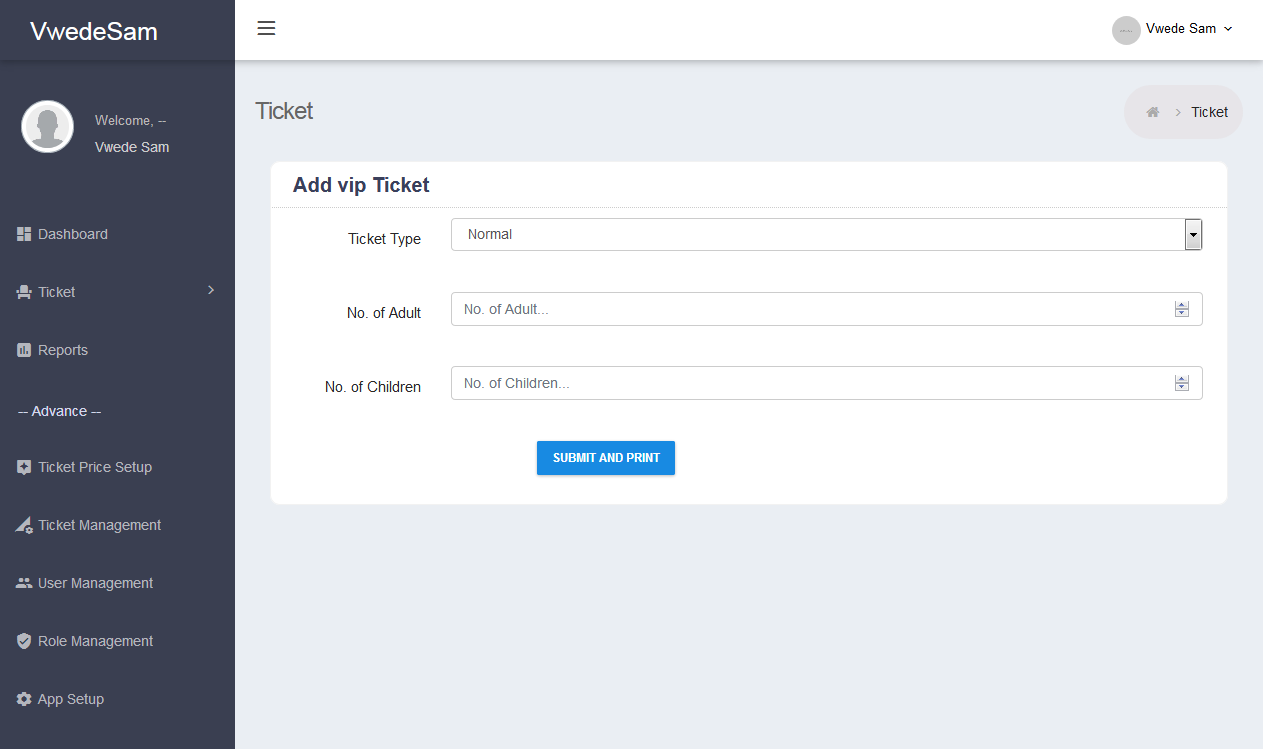 VwedeSam
Vwede Sam
Welcome, --
Vwede Sam
Dashboard
Ticket
Reports
-- Advance --
Ticket Price Setup
Ticket Management
User Management
Role Management
App Setup
Ticket
Ticket
Add vip Ticket
Ticket Type
Normal
No. of Adult
No. of Adult...
No. of Children
No. of Children...
SUBMIT AND PRINT